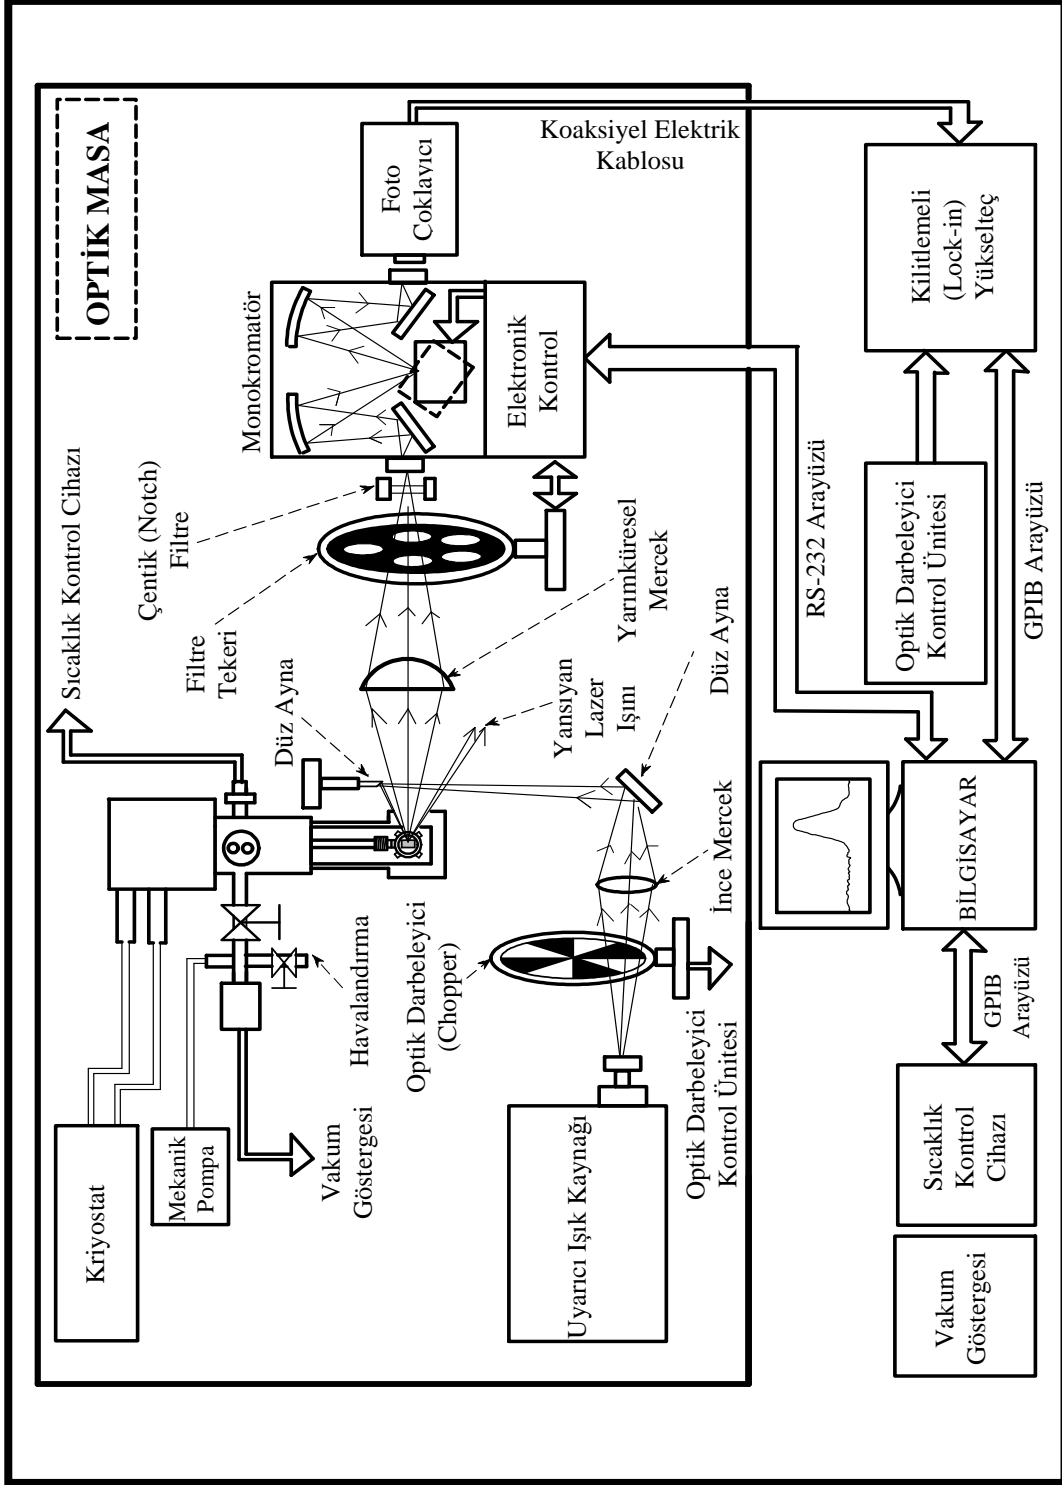 OPTİK MASA
Sıcaklık Kontrol Cihazı
Kriyostat
Mekanik
Pompa
Vakum
Göstergesi
Havalandırma
Düz Ayna
Filtre
Tekeri
Çentik (Notch)
Filtre
Monokromatör
Foto
Çoklayıcı
Elektronik
Kontrol
Koaksiyel Elektrik
Kablosu
Optik Darbeleyici
(Chopper)
Yansıyan
Lazer
Işını
Yarımküresel
Mercek
Uyarıcı Işık Kaynağı
Optik Darbeleyici
Kontrol Ünitesi
İnce Mercek
Düz Ayna
RS-232 Arayüzü
Vakum
Göstergesi
Sıcaklık
Kontrol
Cihazı
GPIB
Arayüzü
BİLGİSAYAR
Optik Darbeleyici
Kontrol Ünitesi
GPIB Arayüzü
Kilitlemeli
(Lock-in)
Yükselteç